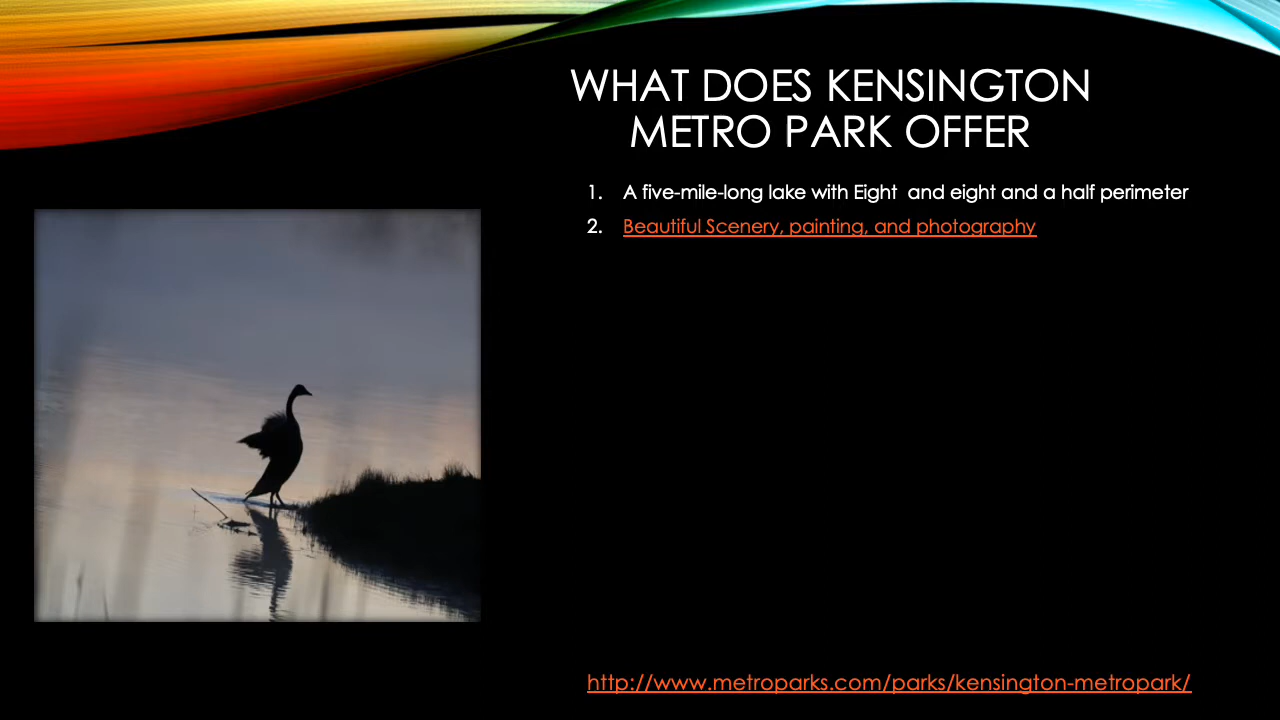 WHAT DOES KENSINGTON
METRO PARK OFFER
1. A five-mile-long lake with Eight  and eight and a half perimeter
2. Beautiful Scenery, painting, and photography
http://www.metroparks.com/parks/kensington-metropark/